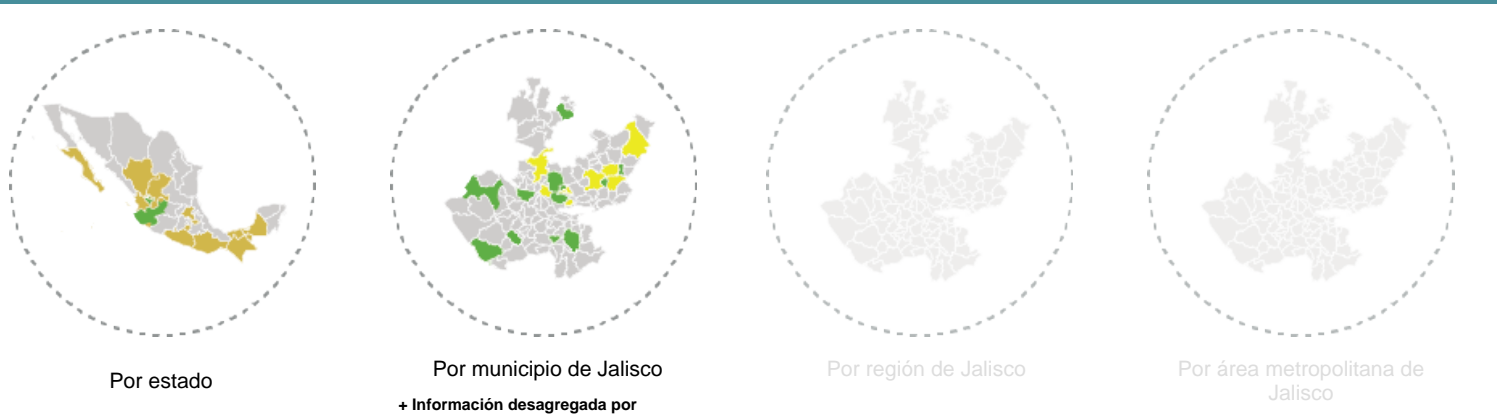 Por estado
Por municipio de Jalisco
+ Información desagregada por
Por región de Jalisco
Por área metropolitana de
Jalisco